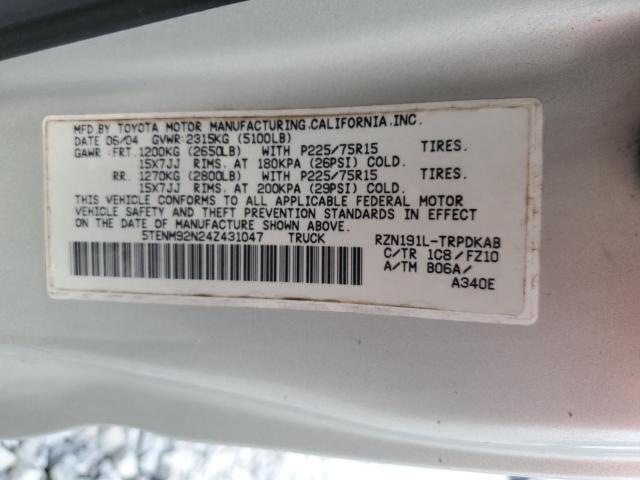 MFD.BY TOYOTA MOTOR MANUFACTURING,CALIFORNIA,INC.
DATE 06/04 GVWR:2315KG (5100LB)
GAWR : FRT.1200KG (2650LB) WITH P225/75R15 TIRES.
15X7JJ RIMS. AT 180KPA (26PSI) COLD.
RR. 1270KG (2800LB) WITH P225/75R15 TIRES.
15X7JJ RIMS. AT 200KPA (29PSI) COLD.
THIS VEHICLE CONFORMS TO ALL APPLICABLE FEDERAL MOTOR
VEHICLE SAFETY AND THEFT PREVENTION STANDARDS IN EFFECT
ON THE DATE OF MANUFACTURE SHOWN ABOVE.
5TENM92N24Z431047 TRUCK RZN191L-TRPDKAB
C/TR 1C8/FZ10
A/TM B06A/
A340E